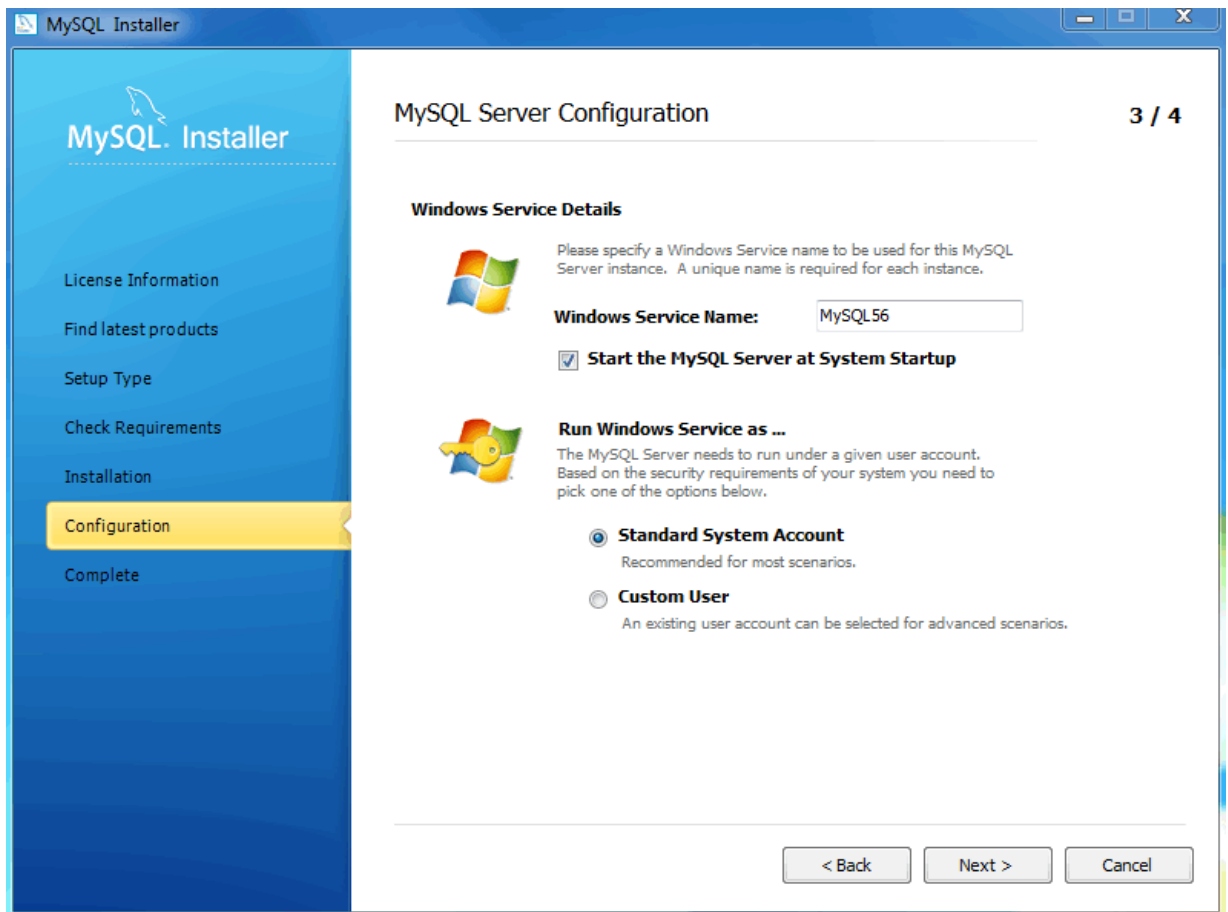 MySQL Installer
MySQL. Installer
License Information
Find latest products
Setup Type
Check Requirements
Installation
Configuration
Complete
MySQL Server Configuration
3 / 4
Windows Service Details
Please specify a Windows Service name to be used for this MySQL
Server instance. A unique name is required for each instance.
Windows Service Name: MySQL56
Start the MySQL Server at System Startup
Run Windows Service as ...
The MySQL Server needs to run under a given user account.
Based on the security requirements of your system you need to
pick one of the options below.
Standard System Account
Recommended for most scenarios.
Custom User
An existing user account can be selected for advanced scenarios.
< Back Next > Cancel